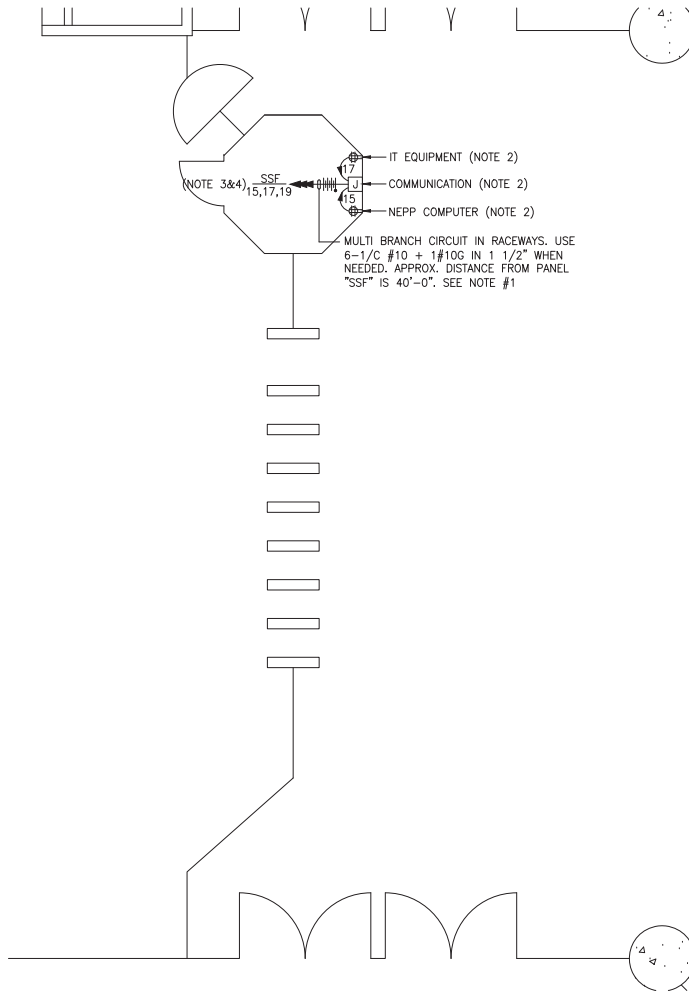 IT EQUIPMENT (NOTE 2)
17
(NOTE 3&4) SSF
15,17,19
J
COMMUNICATION (NOTE 2)
15
NEPP COMPUTER (NOTE 2)
MULTI BRANCH CIRCUIT IN RACEWAYS. USE
6-1/C #10 + 1#10G IN 1 1/2" WHEN
NEEDED. APPROX. DISTANCE FROM PANEL
"SSF" IS 40'-0". SEE NOTE #1